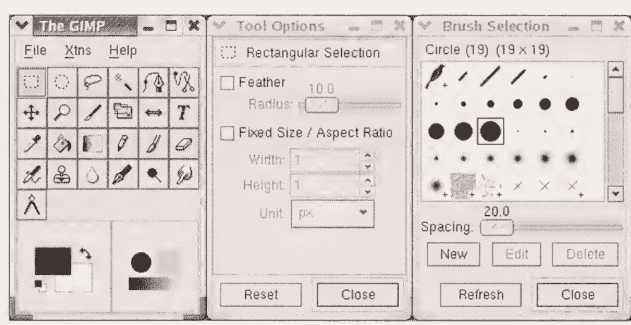 The GIMP
File Xtns Help
Tool Options
Rectangular Selection
Feather
10.0
Radius:
Fixed Size / Aspect Ratio
Width: 1
Height: 1
Unit: px
Reset Close
Brush Selection
Circle (19) (19 × 19)
20.0
Spacing:
New Edit Delete
Refresh Close